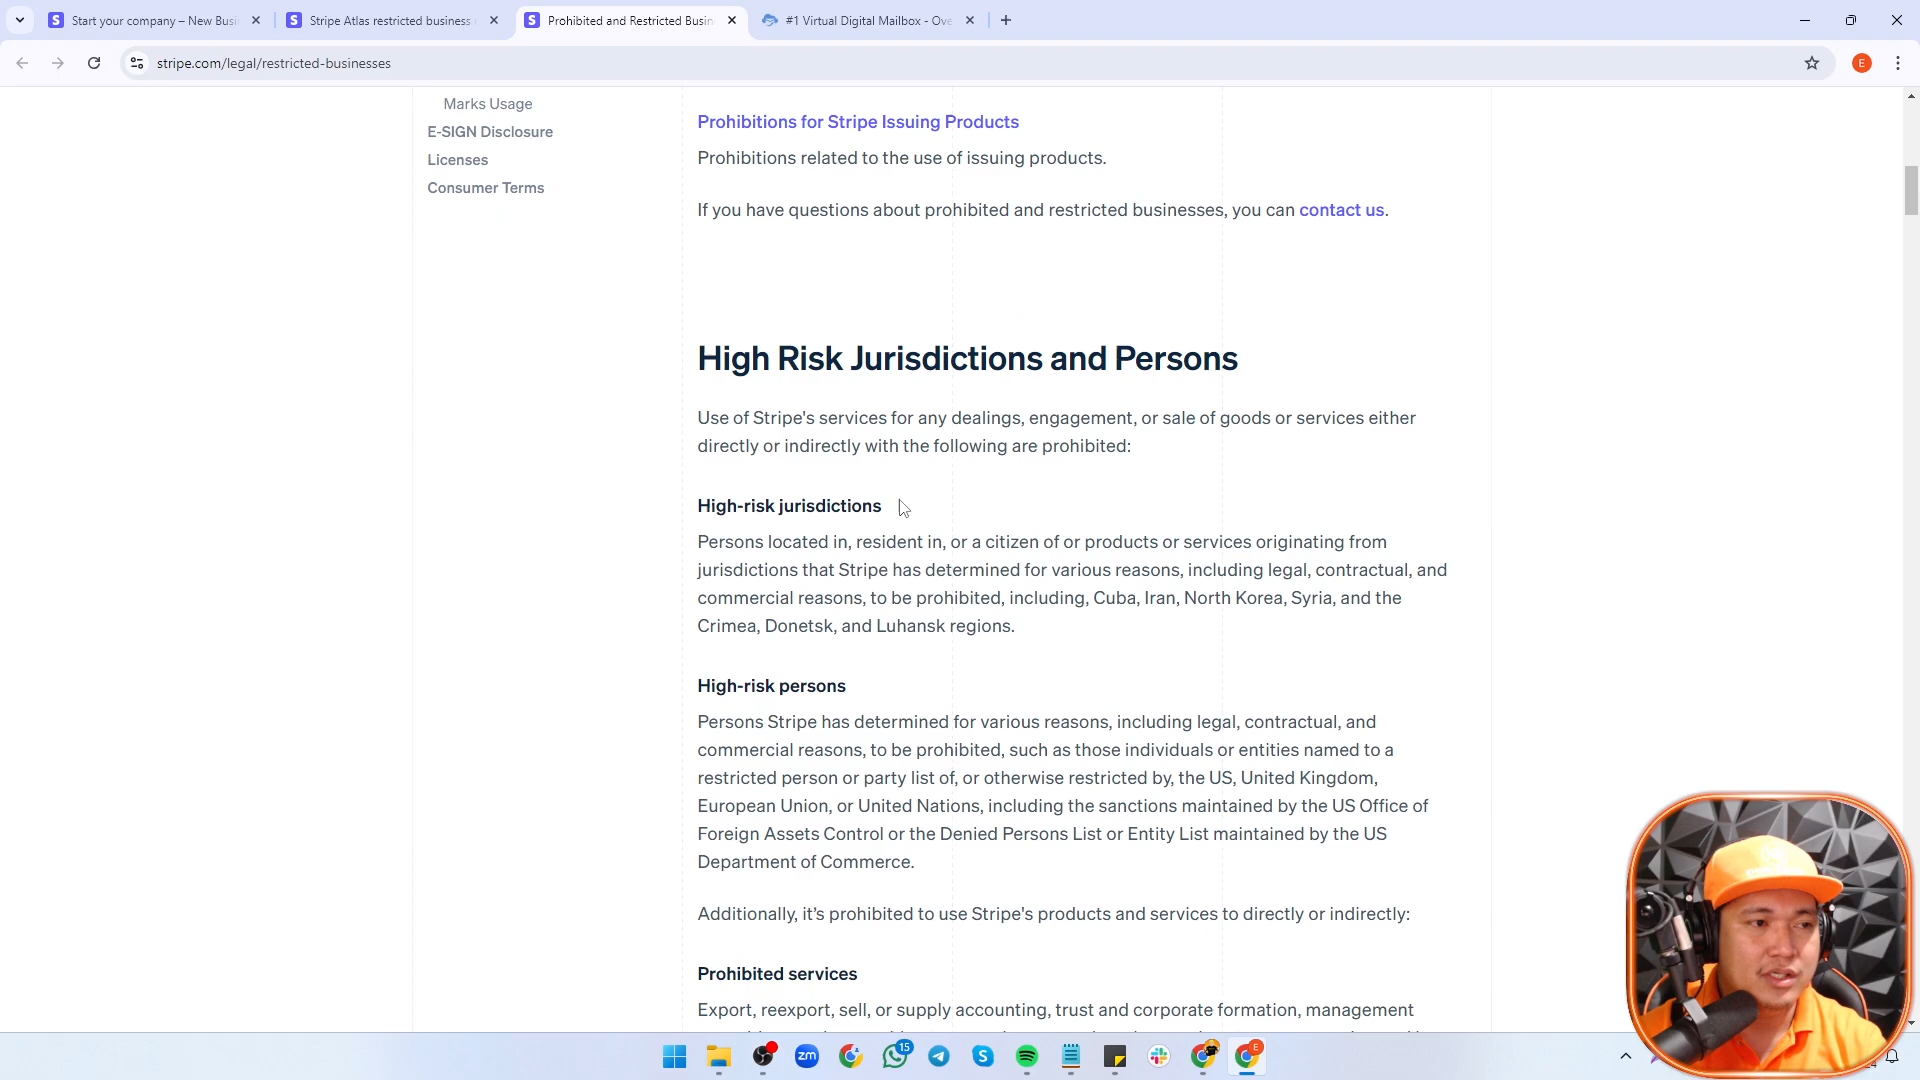 Start your company – New Busi
Stripe Atlas restricted business
Prohibited and Restricted Busin
#1 Virtual Digital Mailbox - Ove
stripe.com/legal/restricted-businesses
E
Marks Usage
E-SIGN Disclosure
Licenses
Consumer Terms
Prohibitions for Stripe Issuing Products
Prohibitions related to the use of issuing products.
If you have questions about prohibited and restricted businesses, you can contact us.
High Risk Jurisdictions and Persons
Use of Stripe's services for any dealings, engagement, or sale of goods or services either
directly or indirectly with the following are prohibited:
High-risk jurisdictions
Persons located in, resident in, or a citizen of or products or services originating from
jurisdictions that Stripe has determined for various reasons, including legal, contractual, and
commercial reasons, to be prohibited, including, Cuba, Iran, North Korea, Syria, and the
Crimea, Donetsk, and Luhansk regions.
High-risk persons
Persons Stripe has determined for various reasons, including legal, contractual, and
commercial reasons, to be prohibited, such as those individuals or entities named to a
restricted person or party list of, or otherwise restricted by, the US, United Kingdom,
European Union, or United Nations, including the sanctions maintained by the US Office of
Foreign Assets Control or the Denied Persons List or Entity List maintained by the US
Department of Commerce.
Additionally, it's prohibited to use Stripe's products and services to directly or indirectly:
Prohibited services
Export, reexport, sell, or supply accounting, trust and corporate formation, management
zm
15
E